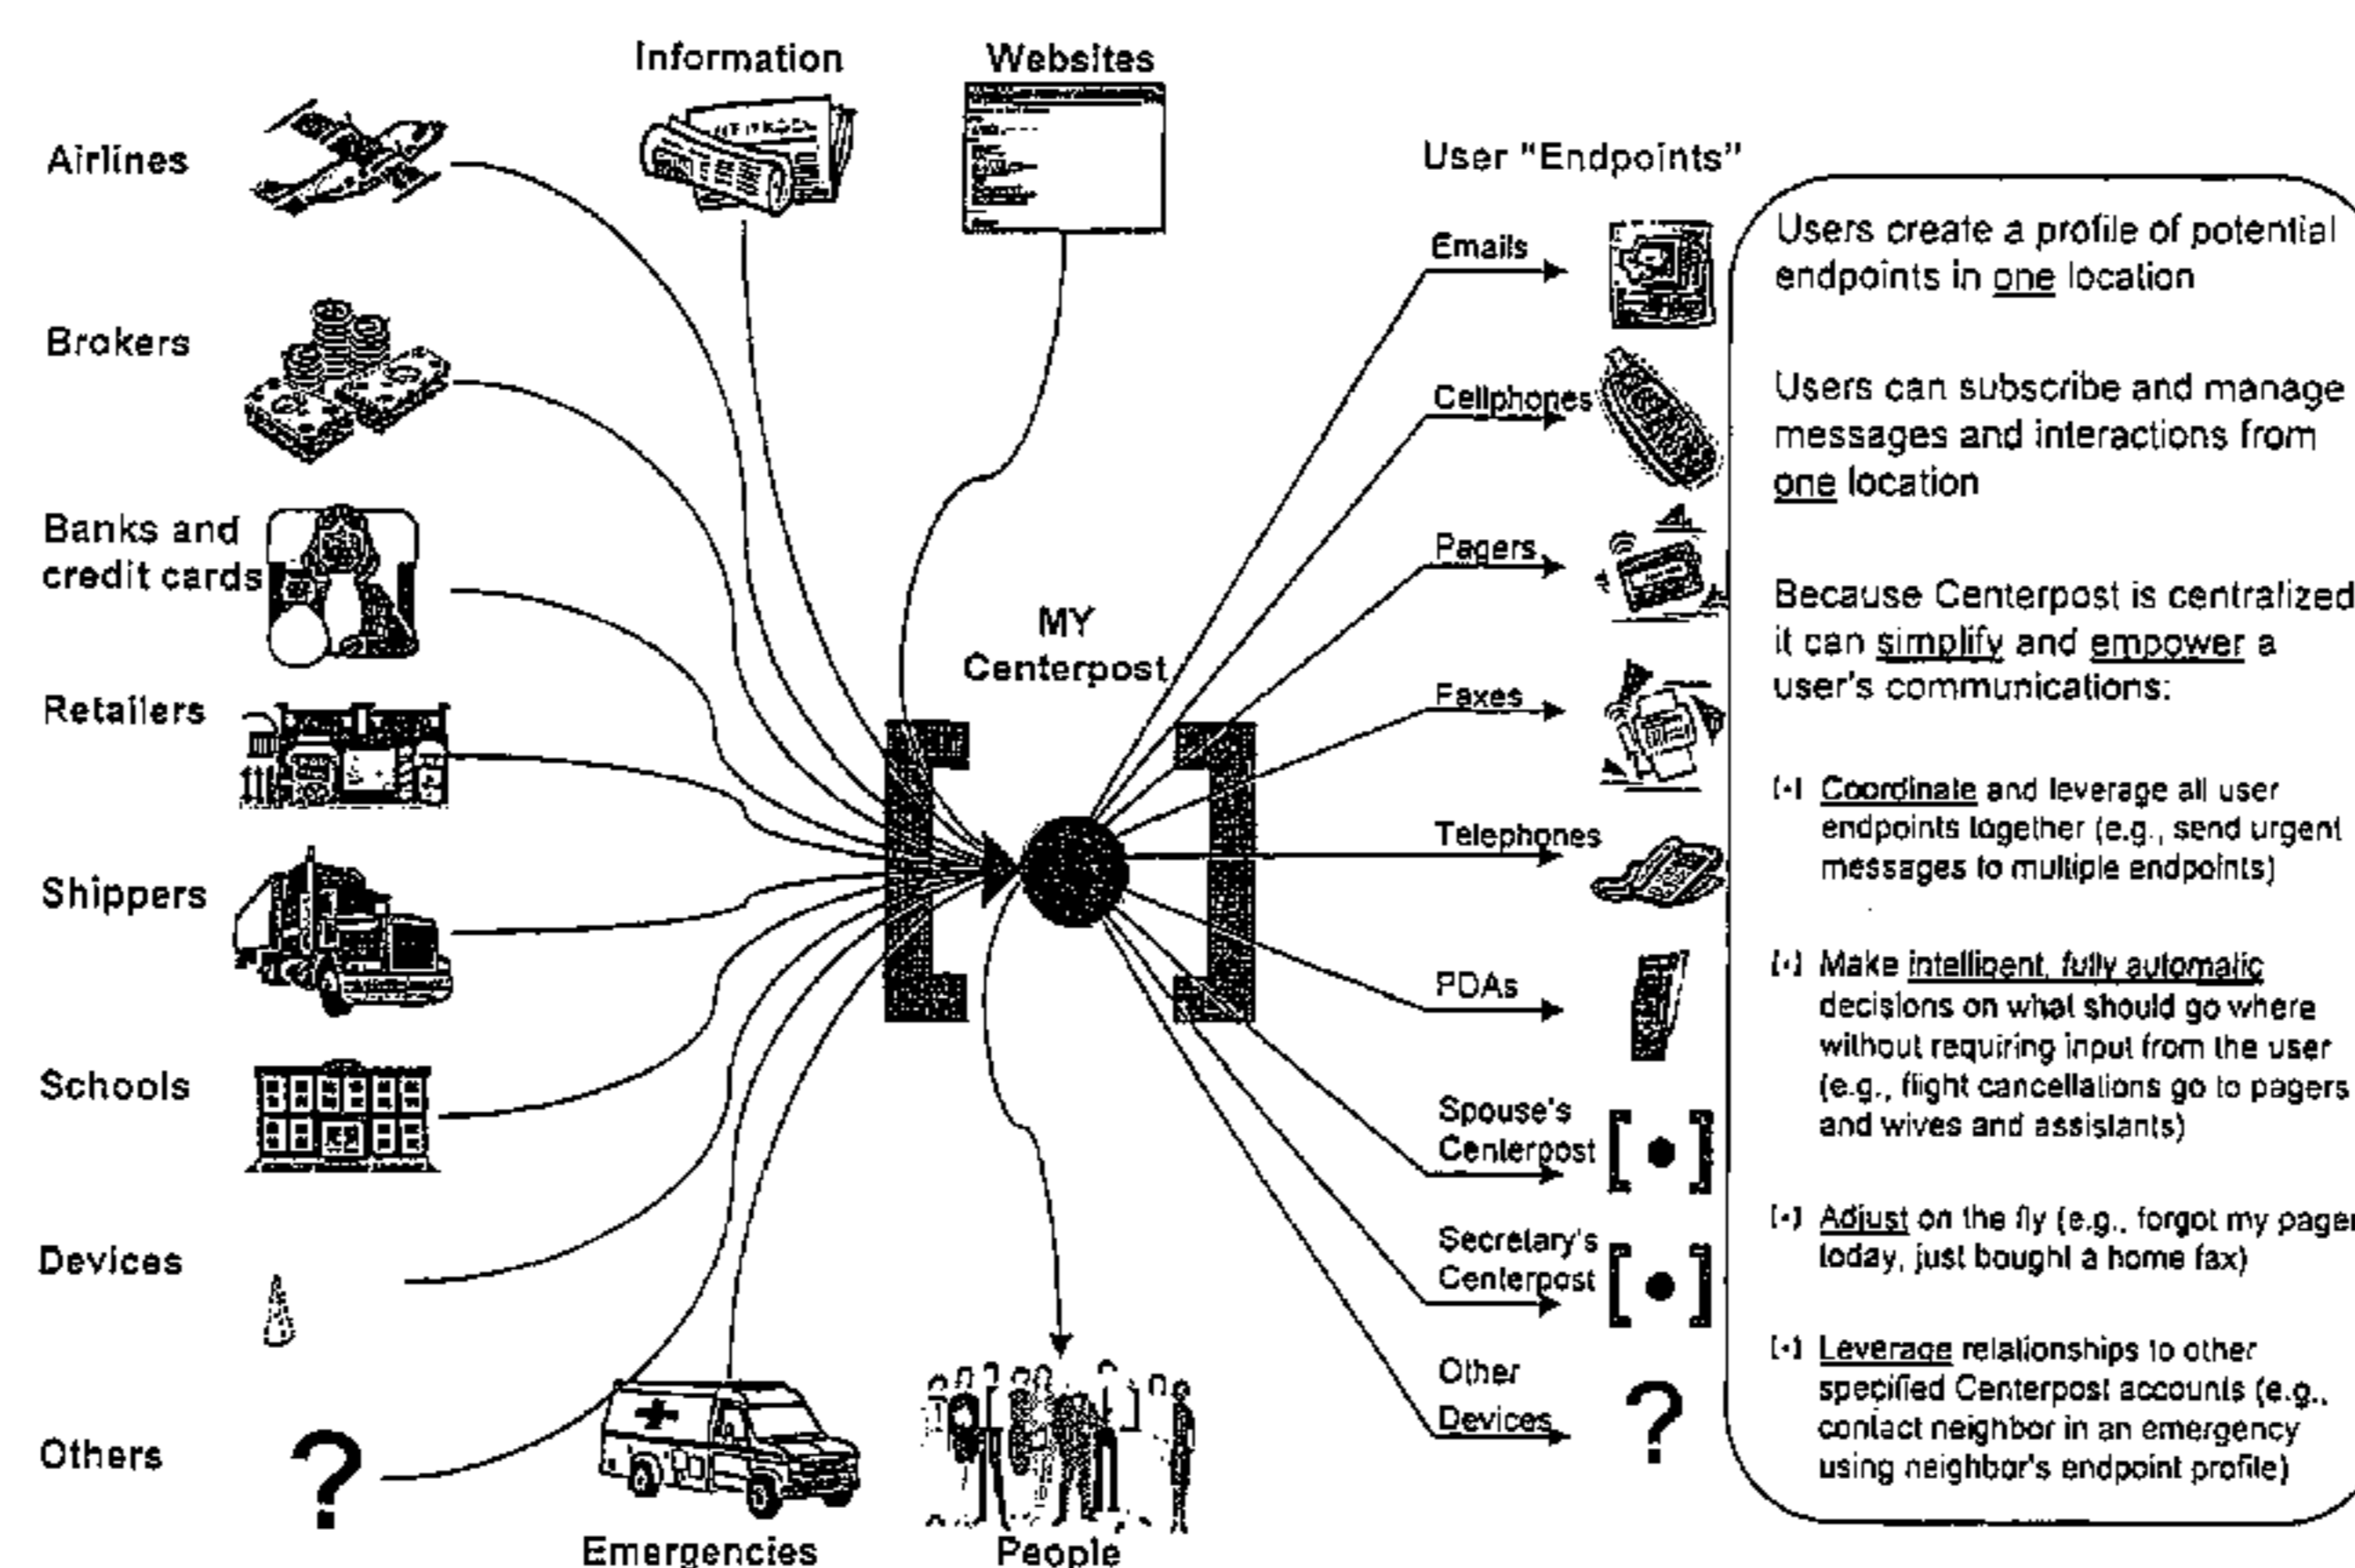 Information
Websites
Airlines
Brokers
Banks and
credit cards
Retailers
Shippers
Schools
Devices
Others
Emergencies
People
MY
Centerpost
User "Endpoints"
Emails
Cellphones
Pagers
Faxes
Telephones
PDAs
Spouse's
Centerpost
Secretary's
Centerpost
Other
Devices
Users create a profile of potential
endpoints in one location
Users can subscribe and manage
messages and interactions from
one location
Because Centerpost is centralized
it can simplify and empower a
user's communications:
[•] Coordinate and leverage all user
endpoints together (e.g., send urgent
messages to multiple endpoints)
[•] Make intelligent, fully automatic
decisions on what should go where
without requiring input from the user
(e.g., flight cancellations go to pagers
and wives and assistants)
[•] Adjust on the fly (e.g., forgot my pager
today, just bought a home fax)
[•] Leverage relationships to other
specified Centerpost accounts (e.g.,
contact neighbor in an emergency
using neighbor's endpoint profile)